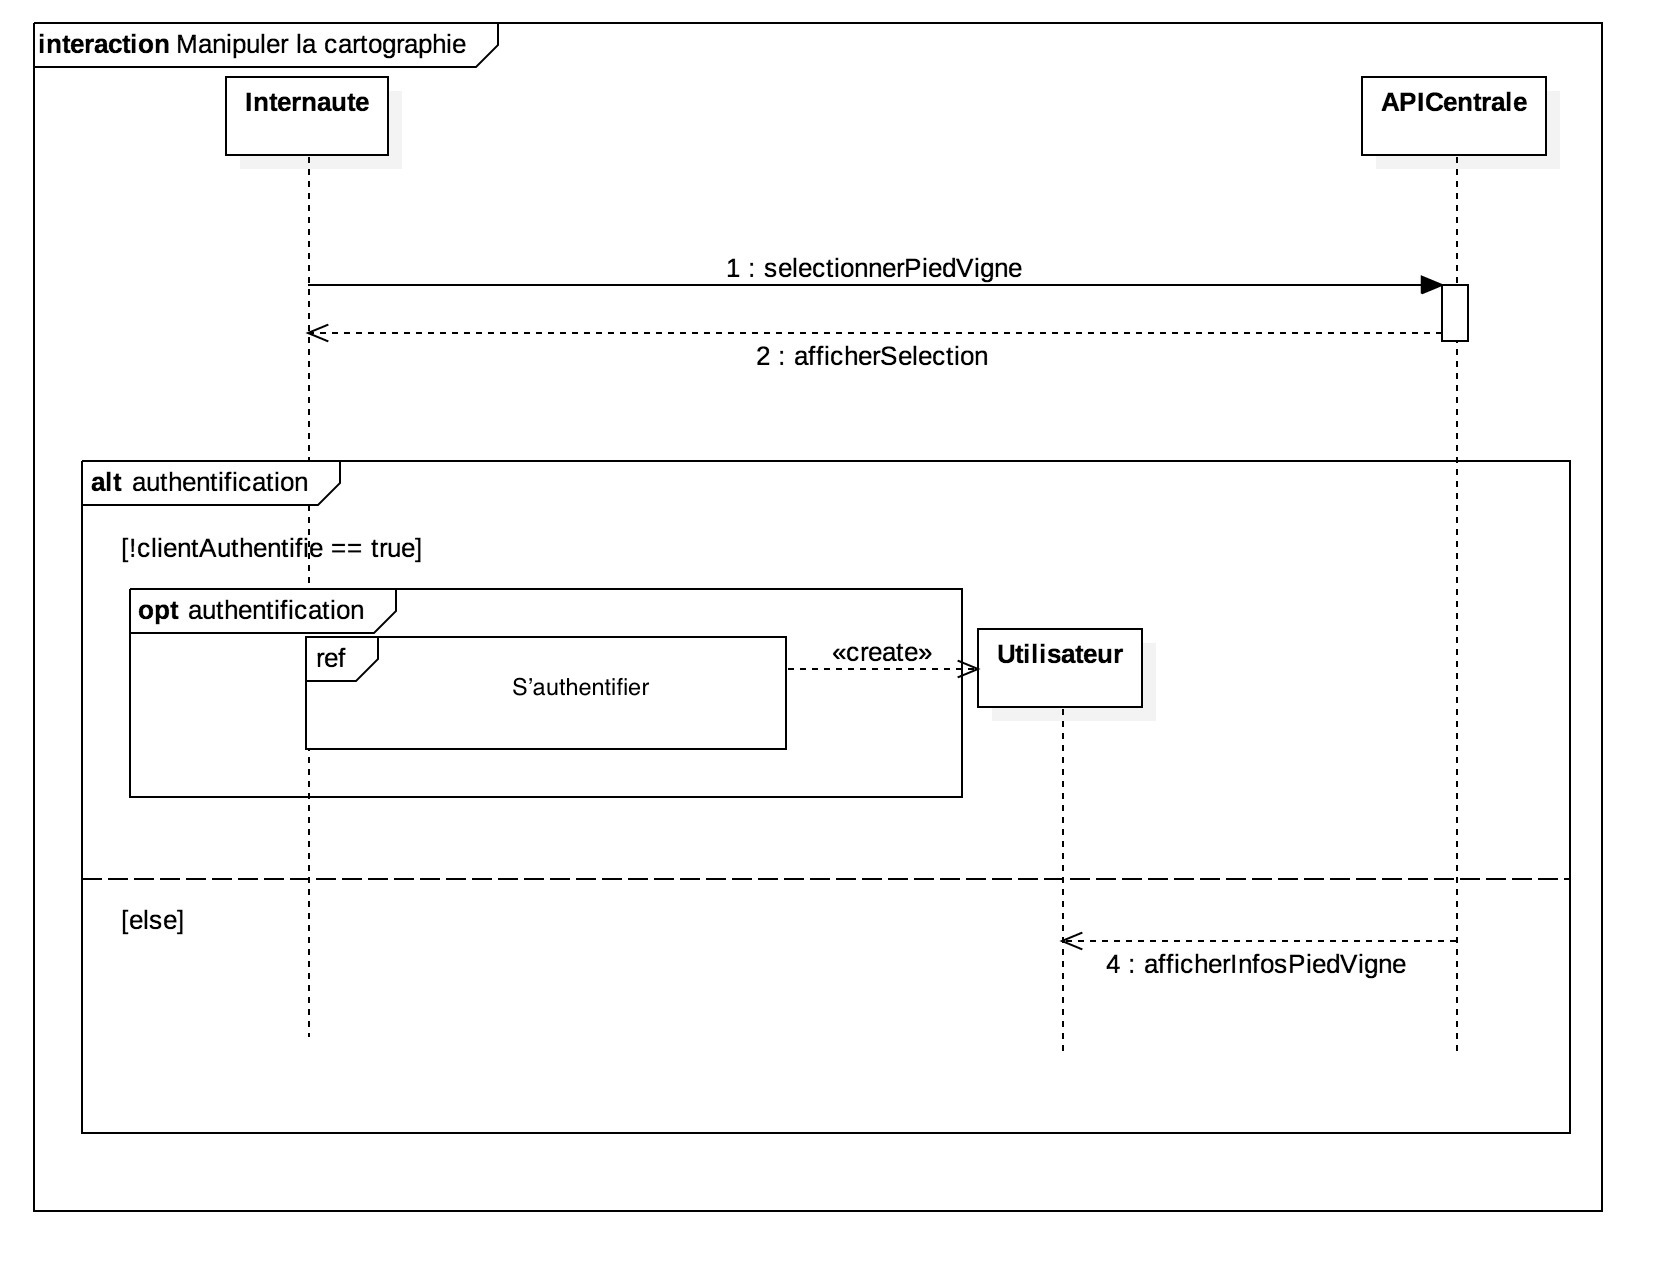 interaction Manipuler la cartographie
Internaute
APICentrale
1 : selectionnerPiedVigne
2 : afficherSelection
alt authentification
[!clientAuthentifie == true]
opt authentification
ref
S’authentifier
«create»
Utilisateur
[else]
4 : afficherInfosPiedVigne